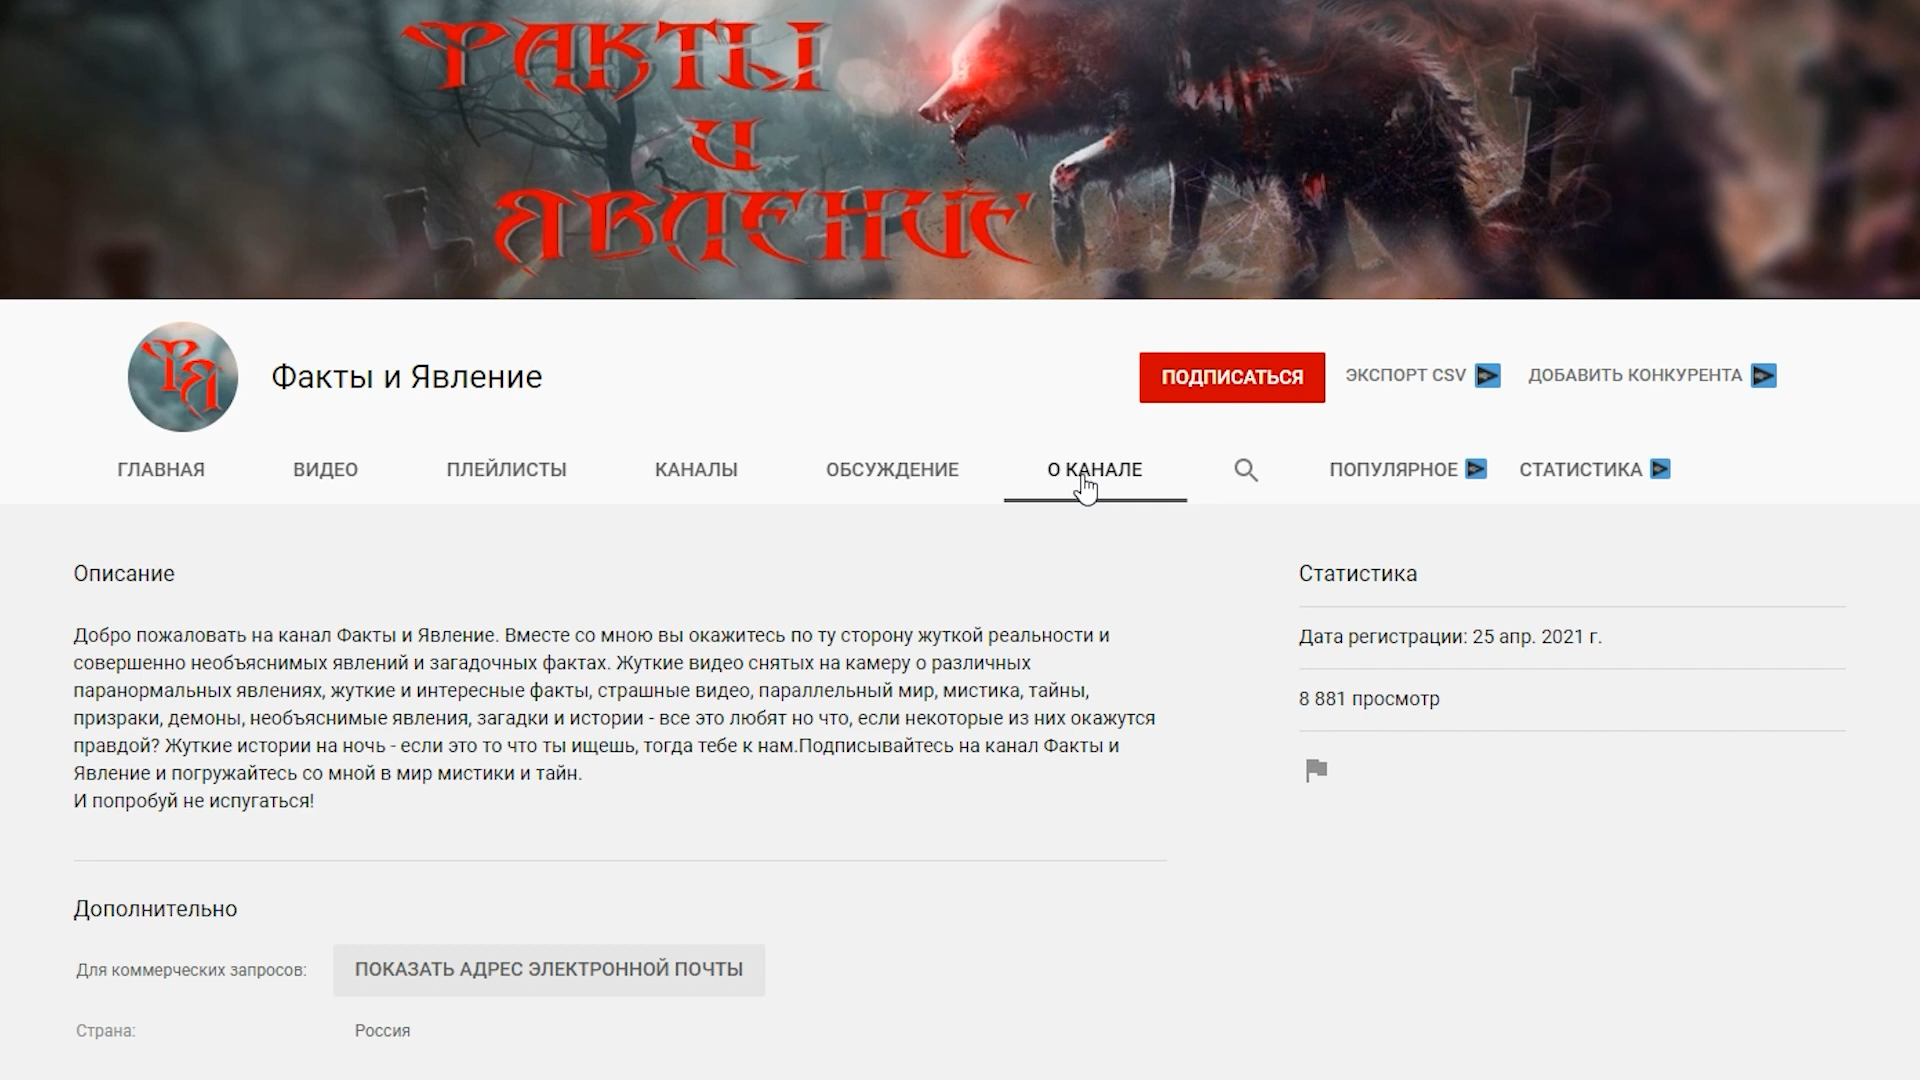 ФАКТЫ
И
ЯВЛЕНИЕ
ФЯ
Факты и Явление
ПОДПИСАТЬСЯ
ЭКСПОРТ CSV
ДОБАВИТЬ КОНКУРЕНТА
ГЛАВНАЯ
ВИДЕО
ПЛЕЙЛИСТЫ
КАНАЛЫ
ОБСУЖДЕНИЕ
О КАНАЛЕ
ПОПУЛЯРНОЕ
СТАТИСТИКА
Описание
Добро пожаловать на канал Факты и Явление. Вместе со мною вы окажитесь по ту сторону жуткой реальности и
совершенно необъяснимых явлений и загадочных фактах. Жуткие видео снятых на камеру о различных
паранормальных явлениях, жуткие и интересные факты, страшные видео, параллельный мир, мистика, тайны,
призраки, демоны, необъяснимые явления, загадки и истории - все это любят но что, если некоторые из них окажутся
правдой? Жуткие истории на ночь - если это то что ты ищешь, тогда тебе к нам.Подписывайтесь на канал Факты и
Явление и погружайтесь со мной в мир мистики и тайн.
И попробуй не испугаться!
Дополнительно
Для коммерческих запросов:
ПОКАЗАТЬ АДРЕС ЭЛЕКТРОННОЙ ПОЧТЫ
Страна:
Россия
Статистика
Дата регистрации: 25 апр. 2021 г.
8 881 просмотр